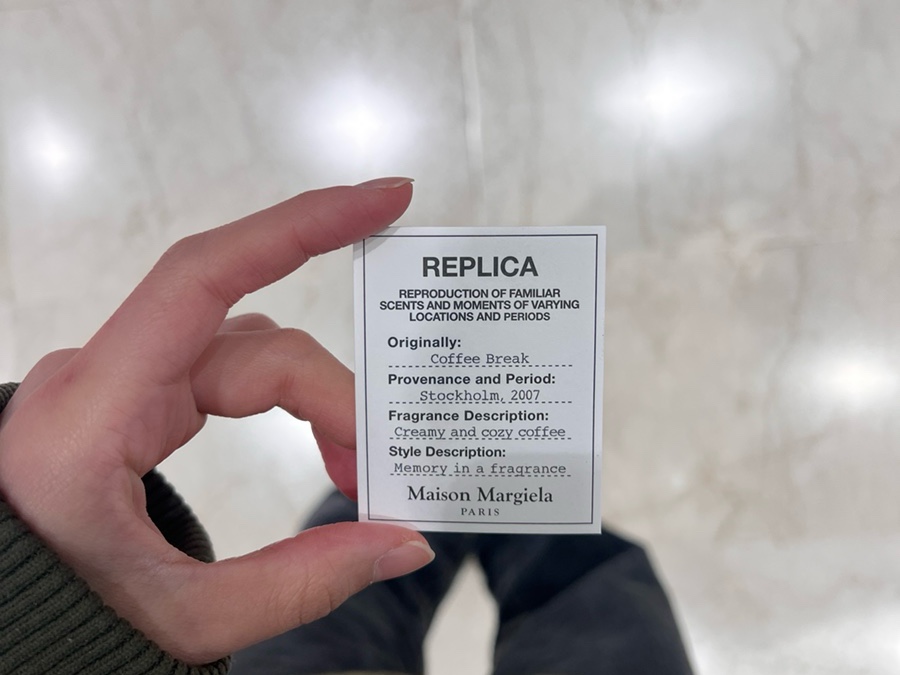 REPLICA
REPRODUCTION OF FAMILIAR
SCENTS AND MOMENTS OF VARYING
LOCATIONS AND PERIODS
Originally:
Coffee Break
Provenance and Period:
Stockholm, 2007
Fragrance Description:
Creamy and cozy coffee
Style Description:
Memory in a fragrance
Maison Margiela
PARIS